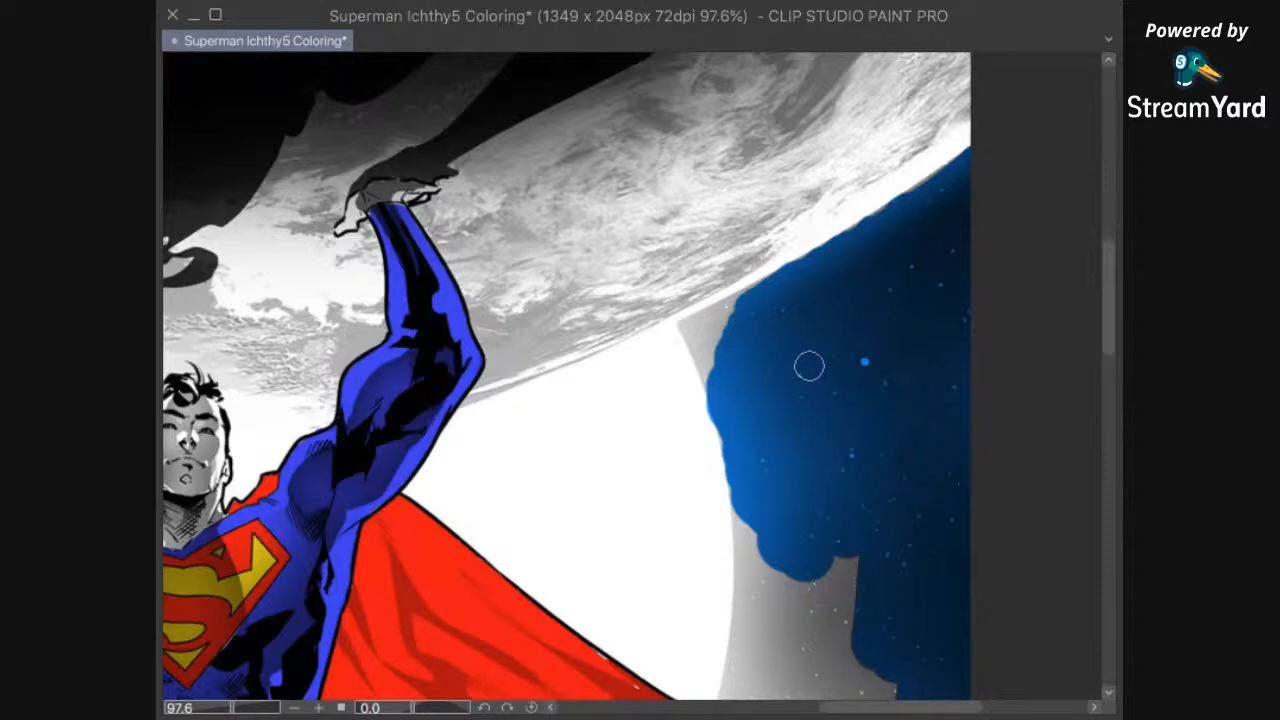 Superman Ichthy5 Coloring* (1349 x 2048px 72dpi 97.6%) - CLIP STUDIO PAINT PRO
Superman Ichthy5 Coloring*
Powered by
StreamYard
S
97.6
0.0